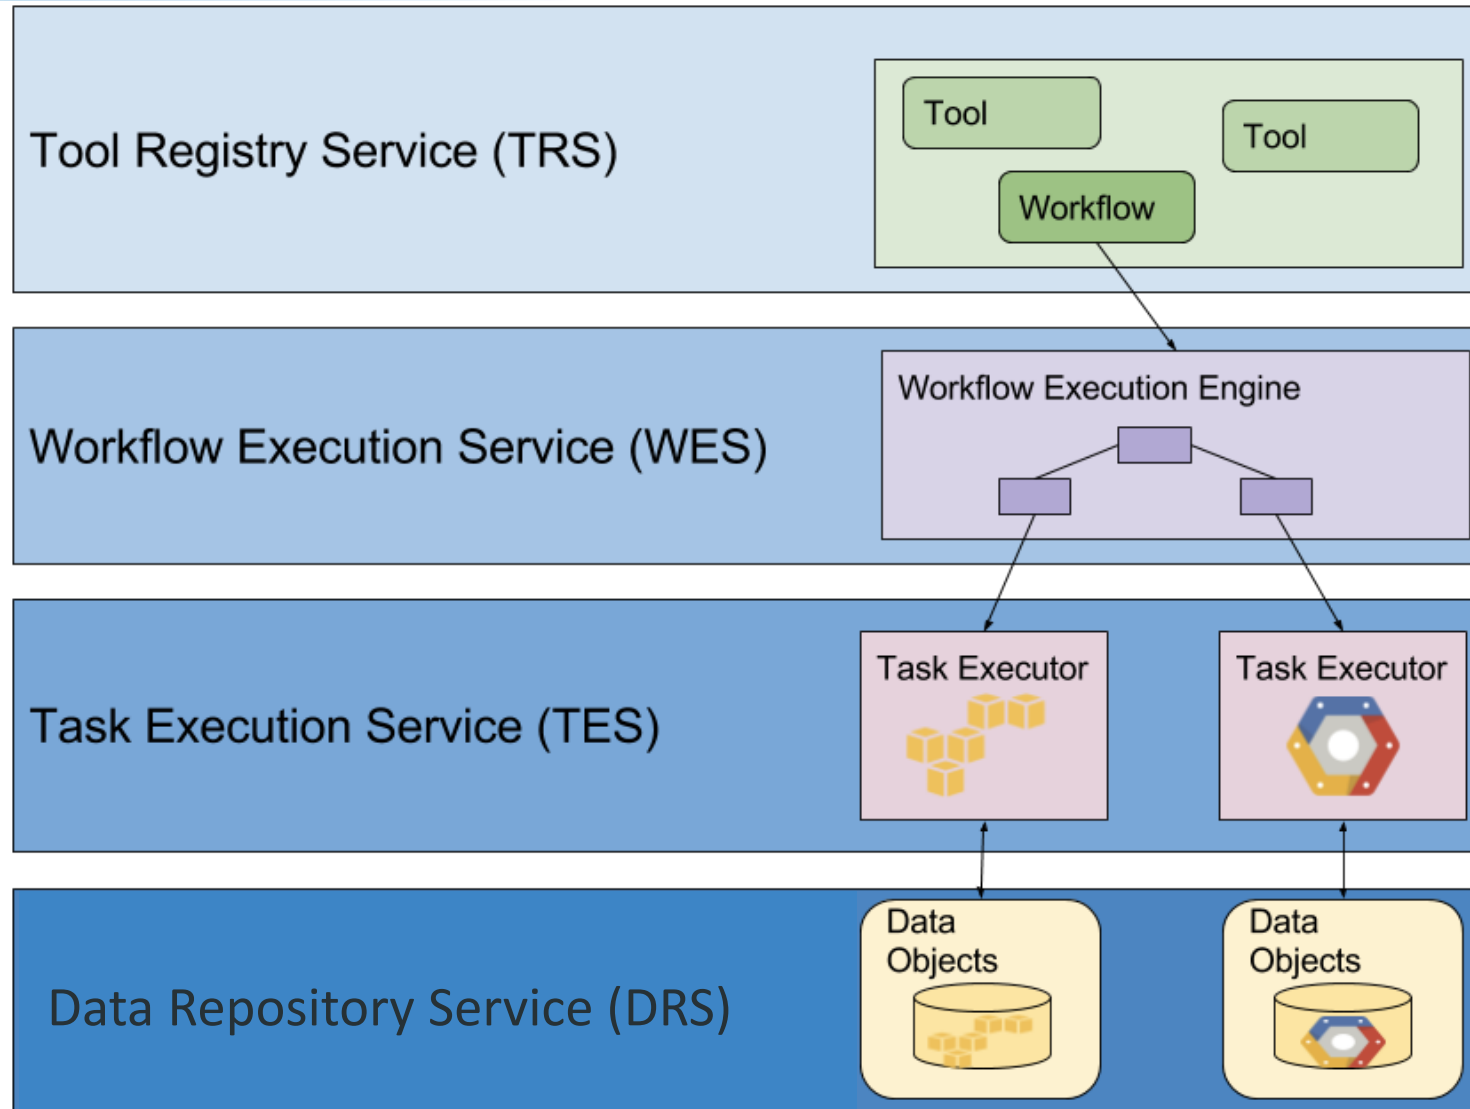 Tool Registry Service (TRS)
Tool
Tool
Workflow
Workflow Execution Service (WES)
Workflow Execution Engine
Task Execution Service (TES)
Task Executor
Task Executor
Data Repository Service (DRS)
Data
Objects
Data
Objects